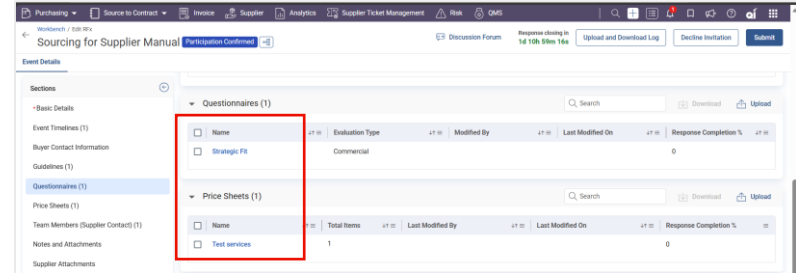 Purchasing Source to Contract Invoice Supplier Analytics Supplier Ticket Management Risk QMS
Workbench / Edit RFx
Sourcing for Supplier Manual Participation Confirmed
Discussion Forum
Response closing in
1d 10h 59m 16s
Upload and Download Log
Decline Invitation
Submit
Event Details
Sections
Basic Details
Event Timelines (1)
Buyer Contact Information
Guidelines (1)
Questionnaires (1)
Price Sheets (1)
Team Members (Supplier Contact) (1)
Notes and Attachments
Supplier Attachments
Questionnaires (1) Search Download Upload
Name Evaluation Type Modified By Last Modified On Response Completion %
Strategic Fit Commercial 0
Price Sheets (1) Search Download Upload
Name Total Items Last Modified By Last Modified On Response Completion %
Test services 1 0